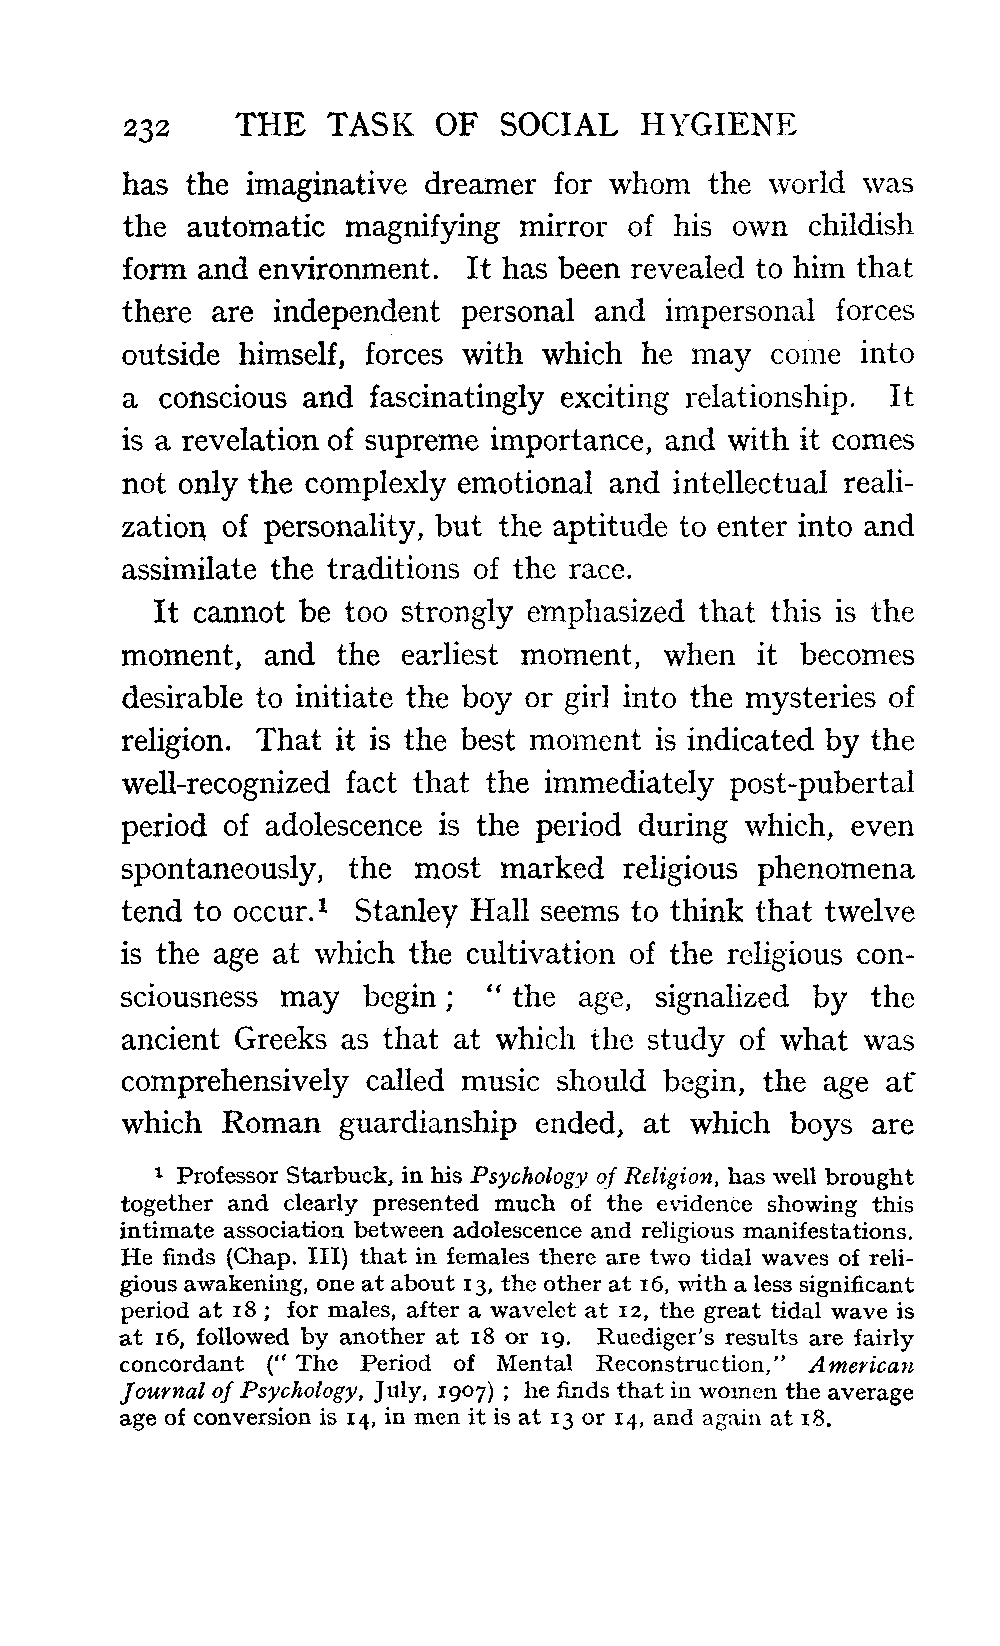 232 THE TASK OF SOCIAL HYGIENE
has the imaginative dreamer for whom the world was
the automatic magnifying mirror of his own childish
form and environment. It has been revealed to him that
there are independent personal and impersonal forces
outside himself, forces with which he may come into
a conscious and fascinatingly exciting relationship. It
is a revelation of supreme importance, and with it comes
not only the complexly emotional and intellectual reali-
zation of personality, but the aptitude to enter into and
assimilate the traditions of the race.
It cannot be too strongly emphasized that this is the
moment, and the earliest moment, when it becomes
desirable to initiate the boy or girl into the mysteries of
religion. That it is the best moment is indicated by the
well-recognized fact that the immediately post-pubertal
period of adolescence is the period during which, even
spontaneously, the most marked religious phenomena
tend to occur.¹ Stanley Hall seems to think that twelve
is the age at which the cultivation of the religious con-
sciousness may begin ; " the age, signalized by the
ancient Greeks as that at which the study of what was
comprehensively called music should begin, the age at
which Roman guardianship ended, at which boys are
¹ Professor Starbuck, in his Psychology of Religion, has well brought
together and clearly presented much of the evidence showing this
intimate association between adolescence and religious manifestations.
He finds (Chap. III) that in females there are two tidal waves of reli-
gious awakening, one at about 13, the other at 16, with a less significant
period at 18 ; for males, after a wavelet at 12, the great tidal wave is
at 16, followed by another at 18 or 19. Ruediger's results are fairly
concordant (" The Period of Mental Reconstruction," American
Journal of Psychology, July, 1907) ; he finds that in women the average
age of conversion is 14, in men it is at 13 or 14, and again at 18.